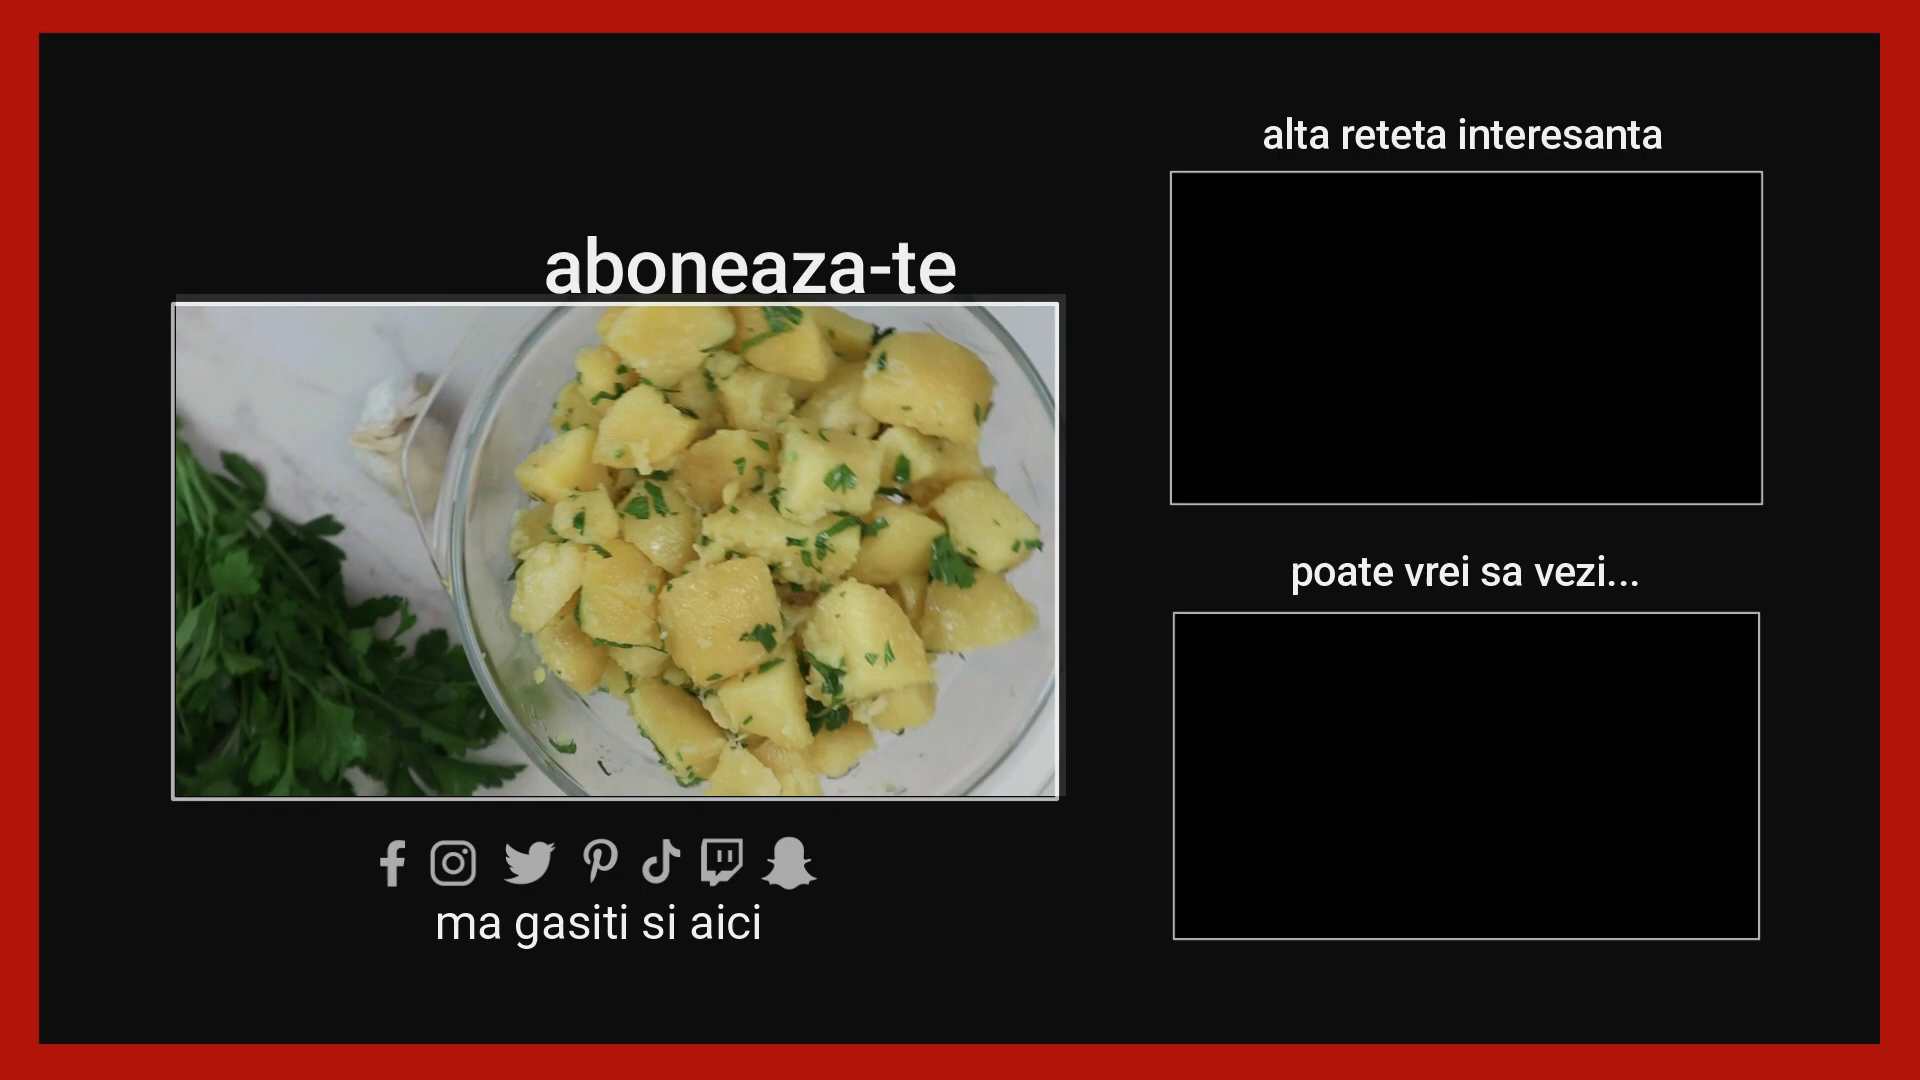 aboneaza-te
ma gasiti si aici
alta reteta interesanta
poate vrei sa vezi...